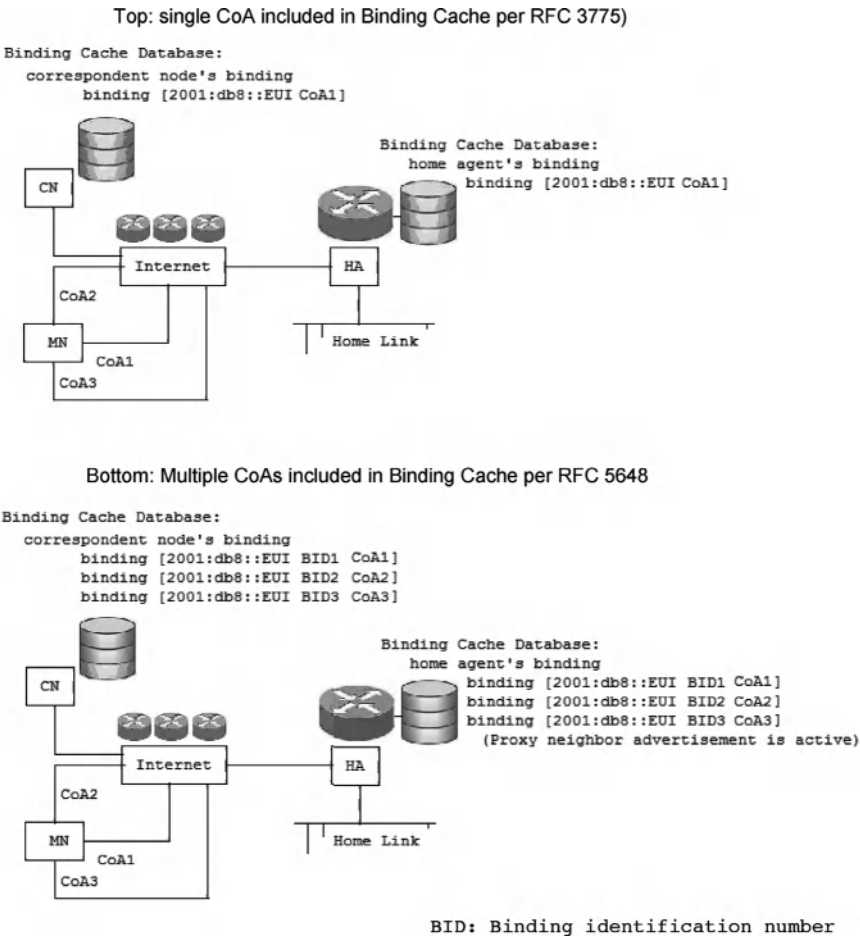 Top: single CoA included in Binding Cache per RFC 3775)
Binding Cache Database:
correspondent node's binding
binding [2001:db8::EUI CoA1]
Binding Cache Database:
home agent's binding
binding [2001:db8::EUI CoA1]
CN
Internet
HA
CoA2
MN
Home Link
CoA1
CoA3
Bottom: Multiple CoAs included in Binding Cache per RFC 5648
Binding Cache Database:
correspondent node's binding
binding [2001:db8::EUI BID1 CoA1]
binding [2001:db8::EUI BID2 CoA2]
binding [2001:db8::EUI BID3 CoA3]
Binding Cache Database:
home agent's binding
binding [2001:db8::EUI BID1 CoA1]
binding [2001:db8::EUI BID2 CoA2]
binding [2001:db8::EUI BID3 CoA3]
(Proxy neighbor advertisement is active)
CN
Internet
HA
CoA2
MN
Home Link
CoA1
CoA3
BID: Binding identification number